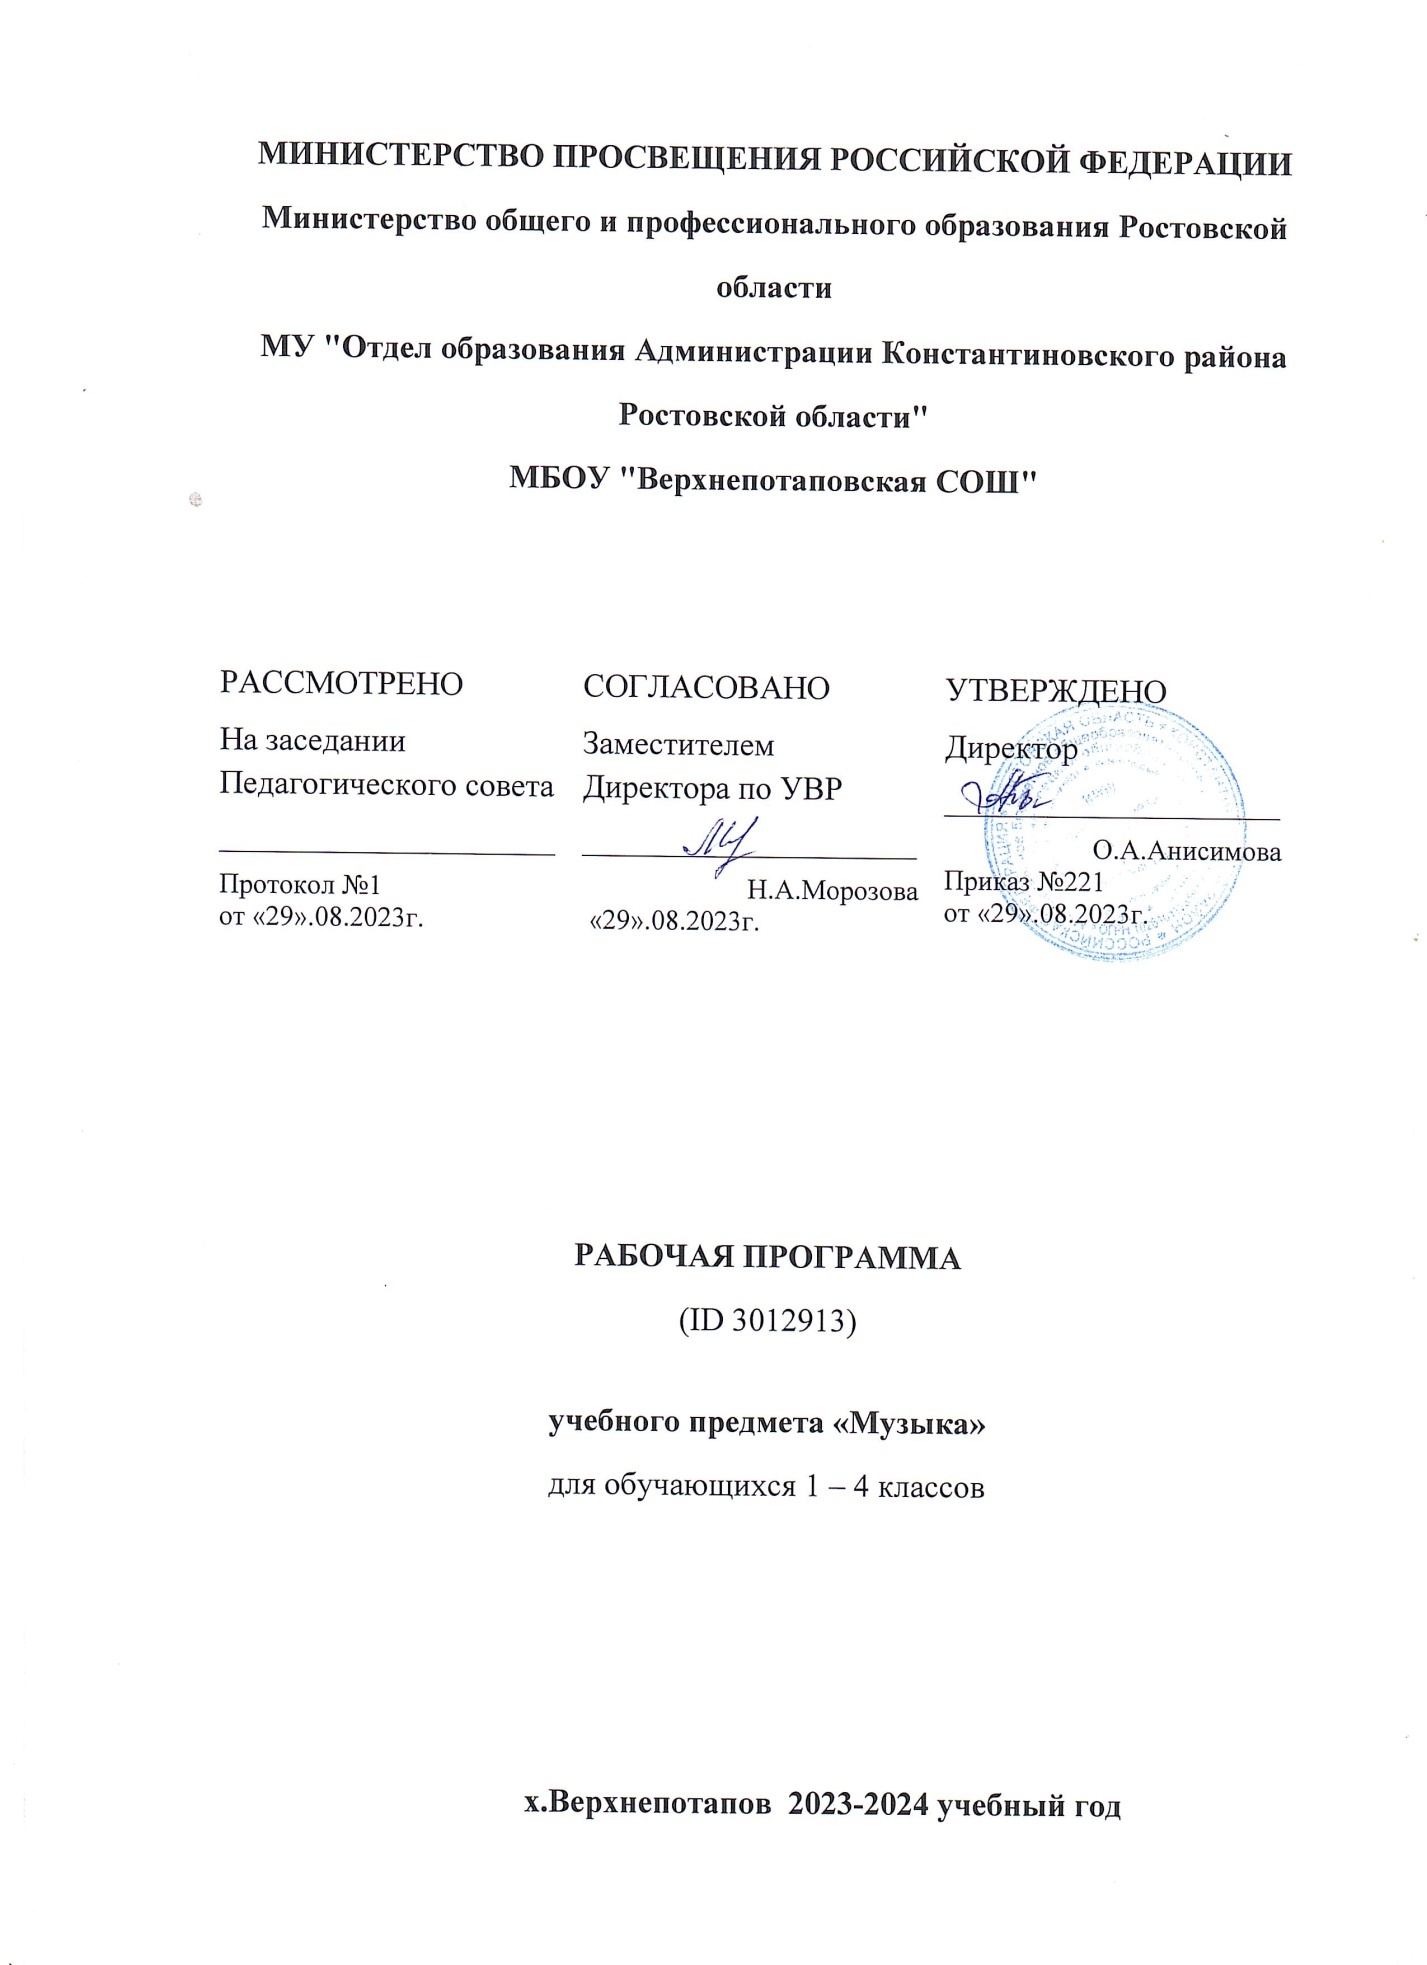 МИНИСТЕРСТВО ПРОСВЕЩЕНИЯ РОССИЙСКОЙ ФЕДЕРАЦИИ
Министерство общего и профессионального образования Ростовской
области
МУ "Отдел образования Администрации Константиновского района
Ростовской области"
МБОУ "Верхнепотаповская СОШ"
РАССМОТРЕНО
На заседании
Педагогического совета
Протокол №1
от «29».08.2023г.
СОГЛАСОВАНО
Заместителем
Директора по УВР
Н.А.Морозова
«29».08.2023г.
УТВЕРЖДЕНО
Директор
О.А.Анисимова
Приказ №221
от «29».08.2023г.
РАБОЧАЯ ПРОГРАММА
(ID 3012913)
учебного предмета «Музыка»
для обучающихся 1 – 4 классов
х.Верхнепотапов 2023-2024 учебный год